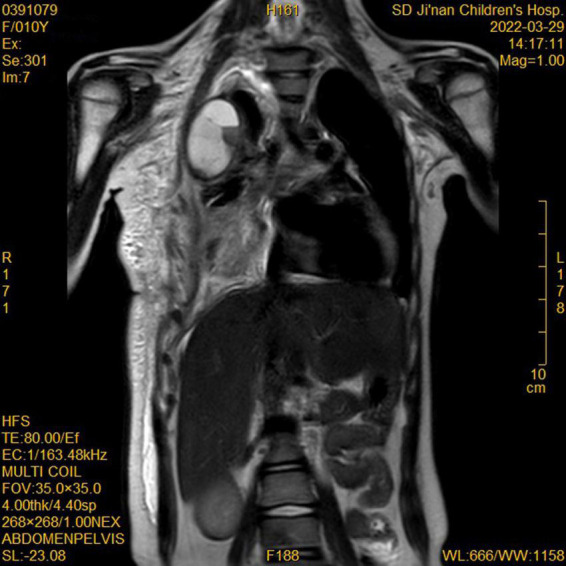 0391079
F/010Y
Ex:
Se:301
Im:7
H161
SD Ji'nan Children's Hosp.
2022-03-29
14:17:11
Mag=1.00
R
1
7
1
L
1
7
8
10
cm
HFS
TE:80.00/Ef
EC:1/163.48kHz
MULTI COIL
FOV:35.0×35.0
4.00thk/4.40sp
268×268/1.00NEX
ABDOMENPELVIS
SL:-23.08
F188
WL:666/WW:1158